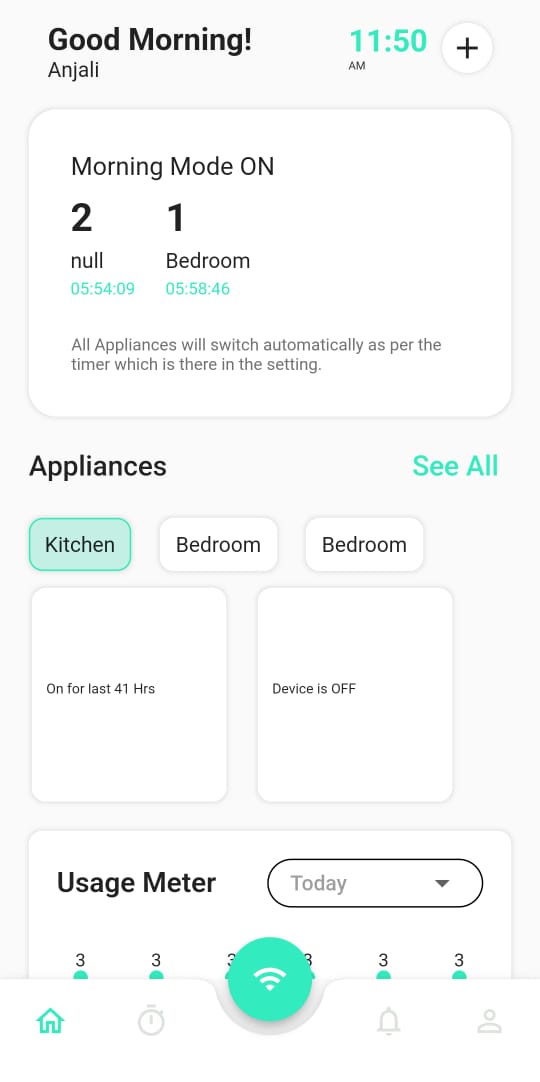 Good Morning!
Anjali
11:50
AM
Morning Mode ON
2 1
null Bedroom
05:54:09 05:58:46
All Appliances will switch automatically as per the
timer which is there in the setting.
Appliances See All
Kitchen Bedroom Bedroom
On for last 41 Hrs Device is OFF
Usage Meter Today
3 3 3 3 3 3